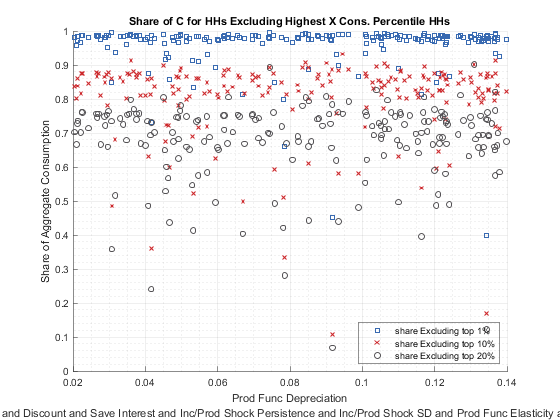 Share of C for HHs Excluding Highest X Cons. Percentile HHs
Share of Aggregate Consumption
1
0.9
0.8
0.7
0.6
0.5
0.4
0.3
0.2
0.1
0
0.02 0.04 0.06 0.08 0.1 0.12 0.14
share Excluding top 1%
share Excluding top 10%
share Excluding top 20%
Prod Func Depreciation
and Discount and Save Interest and Inc/Prod Shock Persistence and Inc/Prod Shock SD and Prod Func Elasticity a